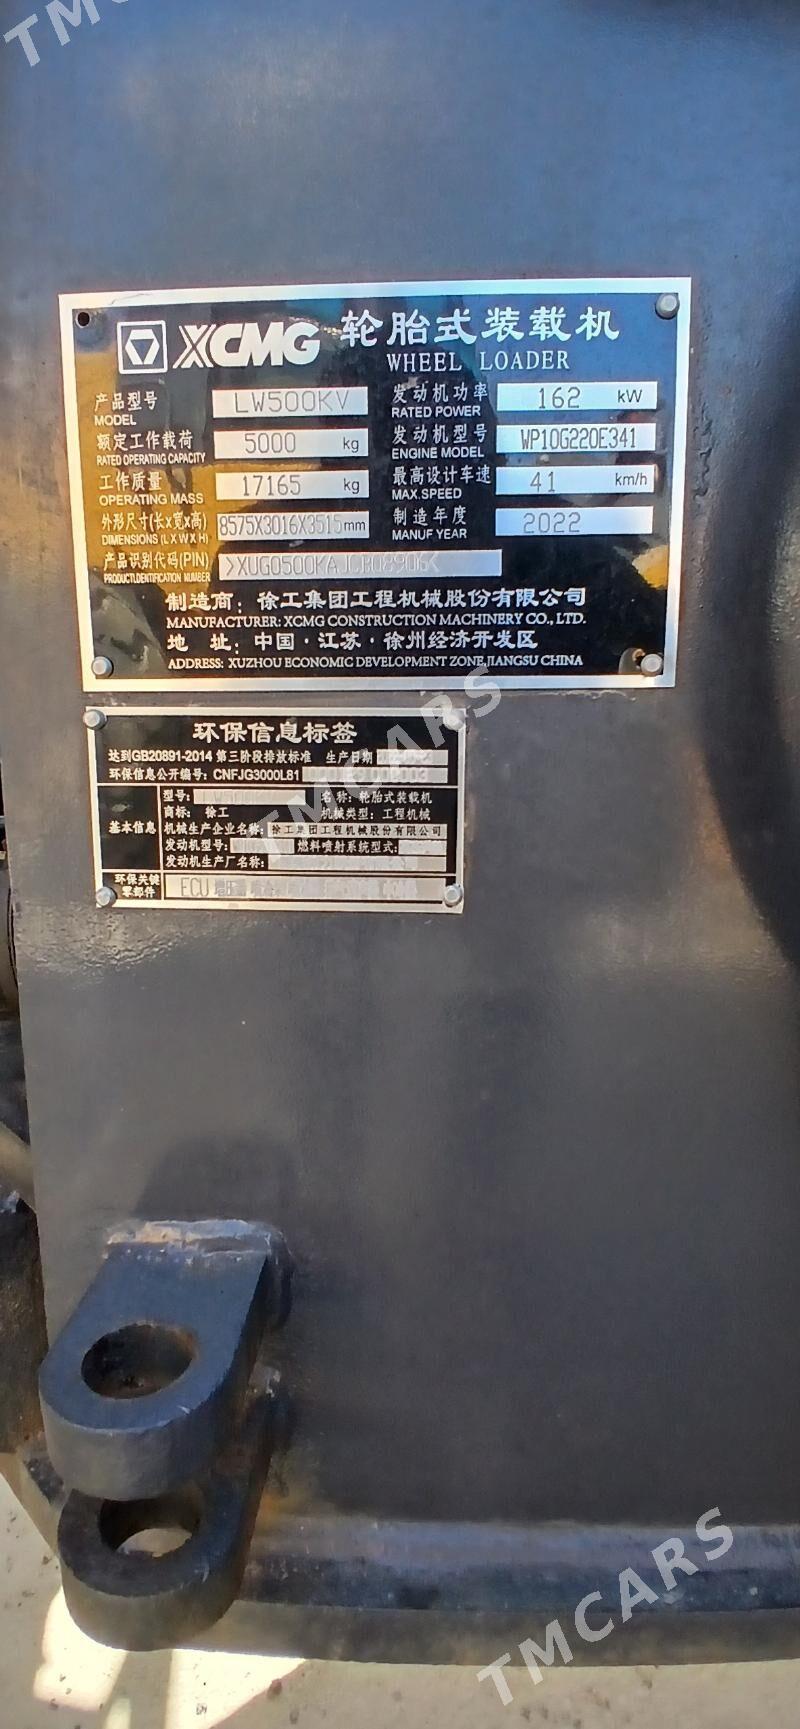 TMCARS
XCMG 轮胎式装载机
WHEEL LOADER
产品型号 LW500KV 发动机功率 162 kW
MODEL RATED POWER
额定工作载荷 5000 kg 发动机型号 WP10G220E341
RATED OPERATING CAPACITY ENGINE MODEL
工作质量 17165 kg 最高设计车速 41 km/h
OPERATING MASS MAX SPEED
外形尺寸(长x宽x高) 8575X3016X3515mm 制造年度 2022
DIMENSIONS (L X W X H) MANUF YEAR
产品识别代码(PIN) >XUG0500KAJCB08906<
PRODUCTLDENTIFICATION NUMBER
制造商: 徐工集团工程机械股份有限公司
MANUFACTURER: XCMG CONSTRUCTION MACHINERY CO., LTD.
地 址: 中国·江苏·徐州经济开发区
ADDRESS: XUZHOU ECONOMIC DEVELOPMENT ZONE,JIANGSU CHINA
TMCARS
环保信息标签
达到GB20891-2014 第三阶段排放标准 生产日期
环保信息公开编号: CNFJG3000L81
型号: 名称: 轮胎式装载机
商标: 徐工 机械类型: 工程机械
基本信息 机械生产企业名称: 徐工集团工程机械股份有限公司
发动机型号: 燃料喷射系统型式:
发动机生产厂名称:
环保关键零部件 ECU
TMCARS